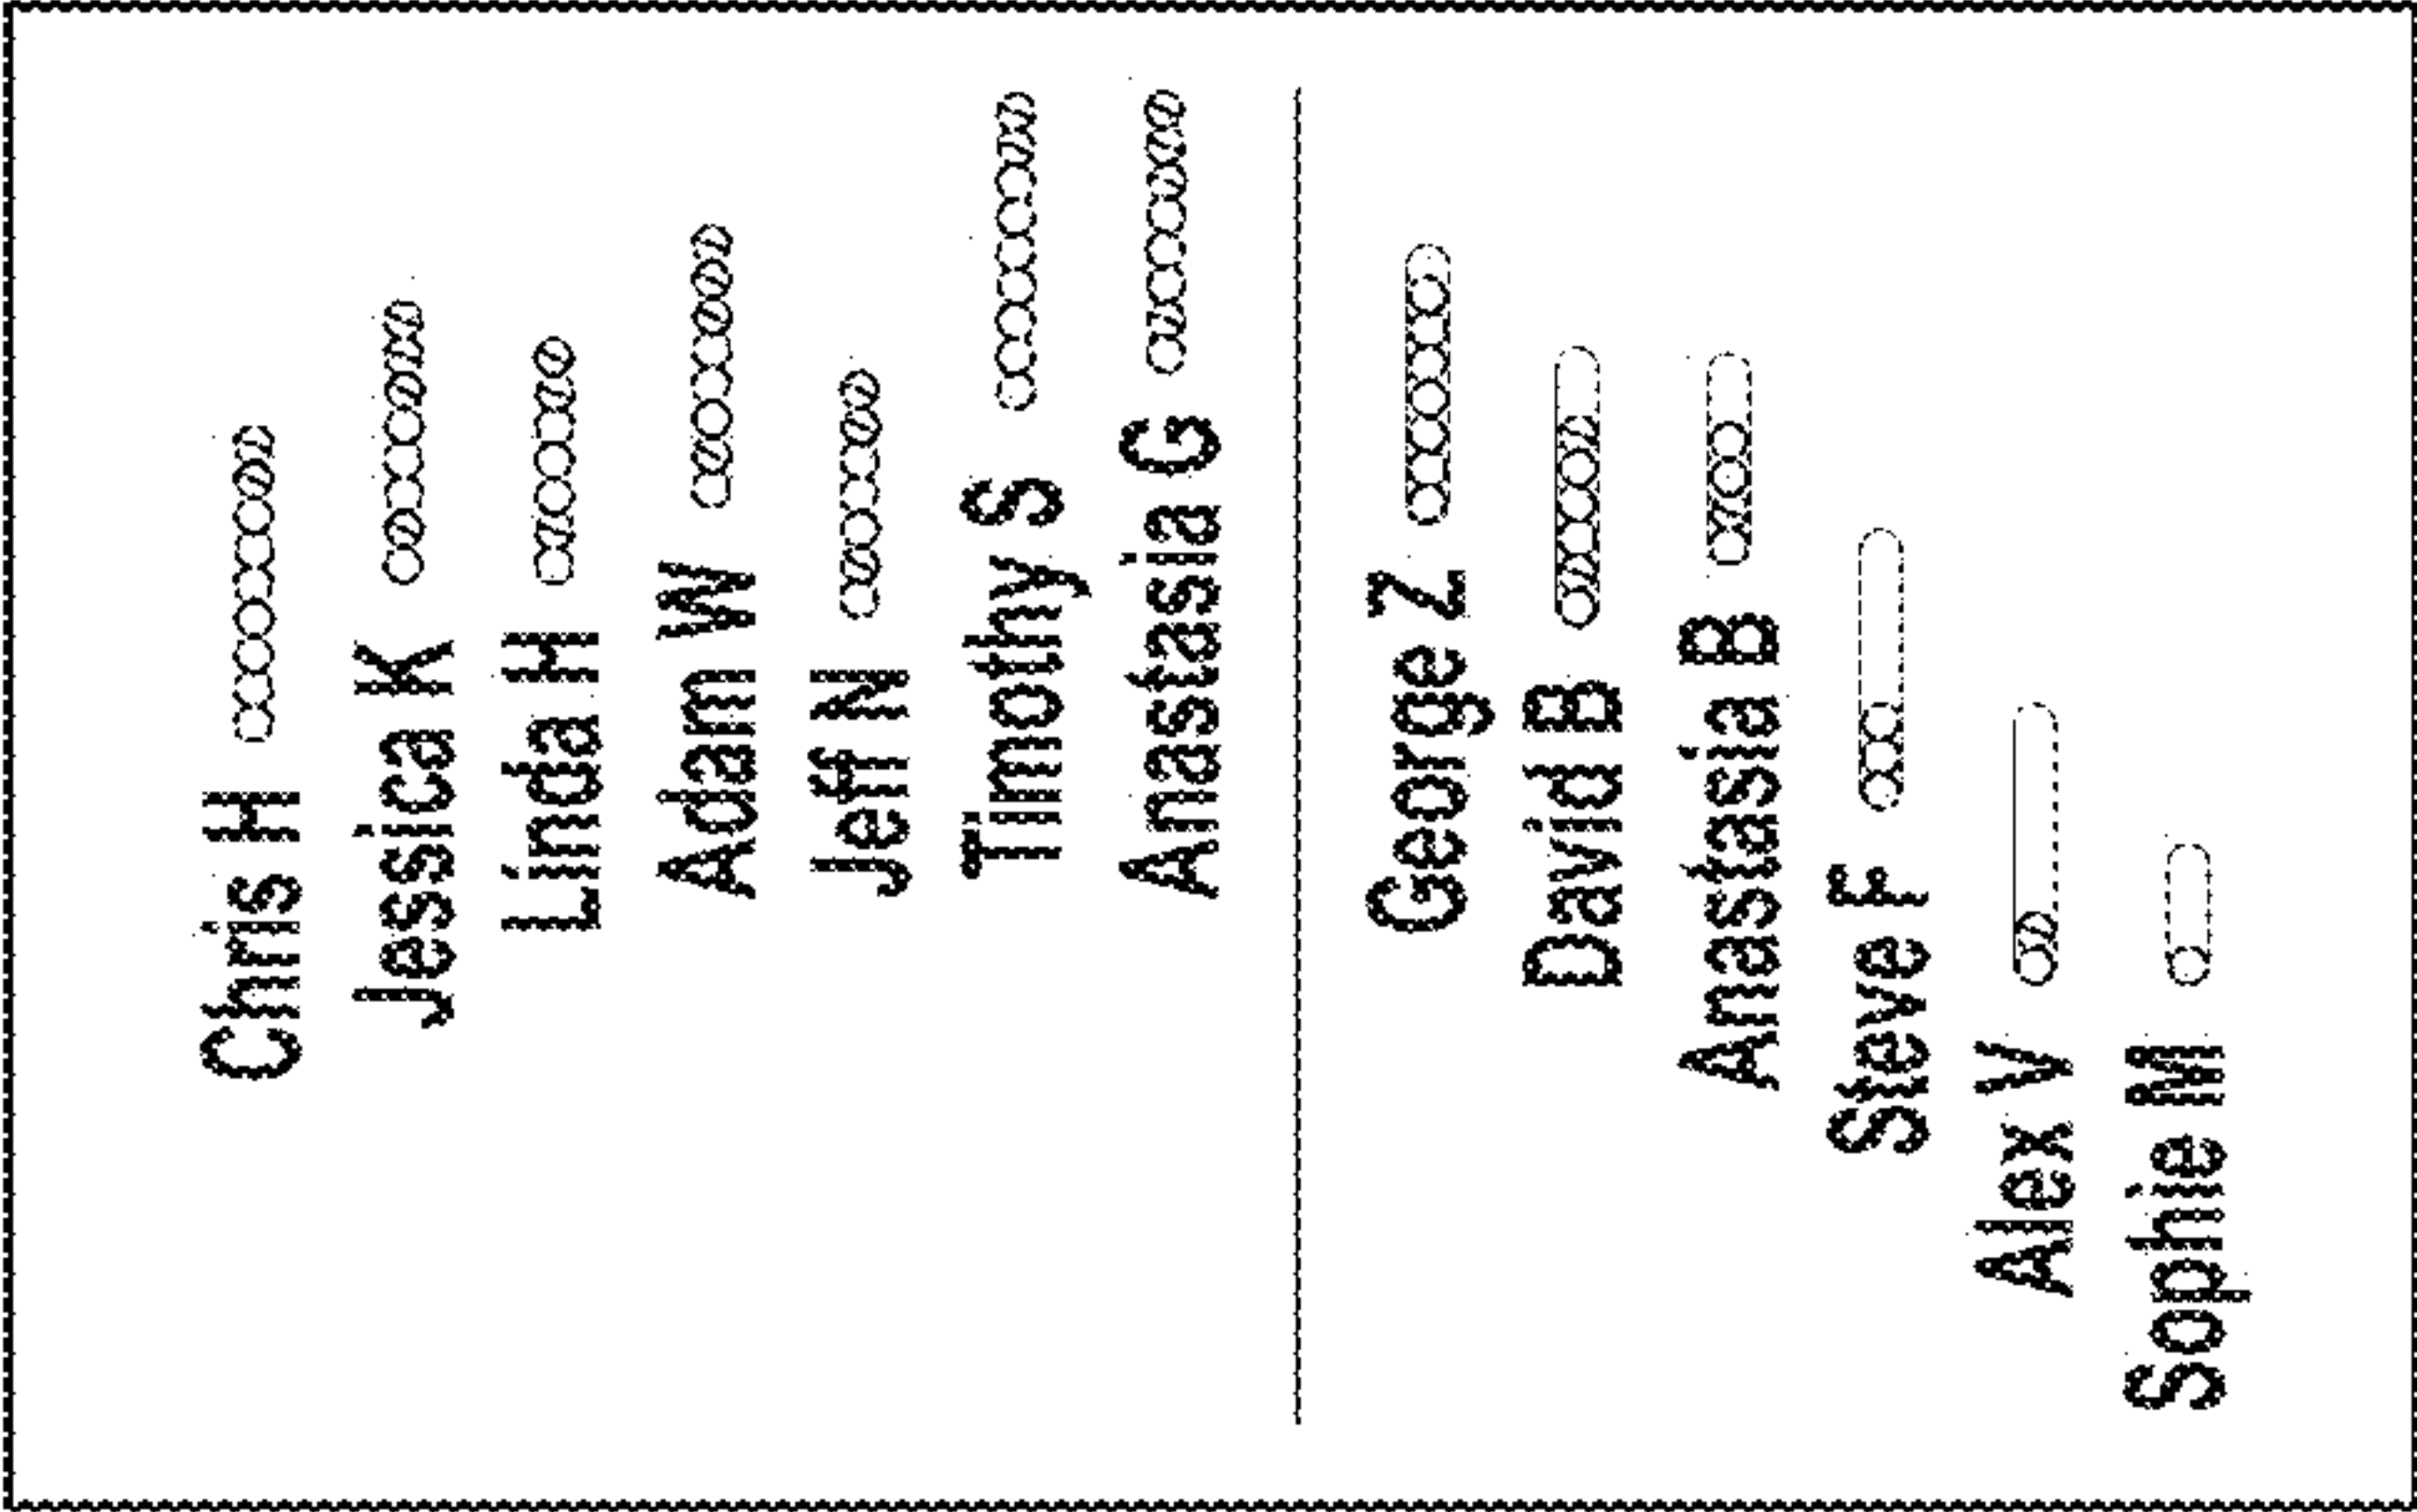 Chris H
Jessica K
Linda H
Adam W
Jeff N
Timothy S
Anastasia G
George Z
David B
Anastasia B
Steve F
Alex V
Sophie M